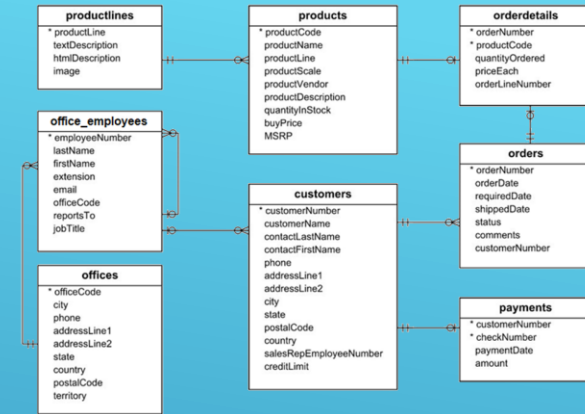 productlines
* productLine
textDescription
htmlDescription
image
products
* productCode
productName
productLine
productScale
productVendor
productDescription
quantityInStock
buyPrice
MSRP
orderdetails
* orderNumber
* productCode
quantityOrdered
priceEach
orderLineNumber
office_employees
* employeeNumber
lastName
firstName
extension
email
officeCode
reportsTo
jobTitle
customers
* customerNumber
customerName
contactLastName
contactFirstName
phone
addressLine1
addressLine2
city
state
postalCode
country
salesRepEmployeeNumber
creditLimit
orders
* orderNumber
orderDate
requiredDate
shippedDate
status
comments
customerNumber
offices
* officeCode
city
phone
addressLine1
addressLine2
state
country
postalCode
territory
payments
* customerNumber
* checkNumber
paymentDate
amount